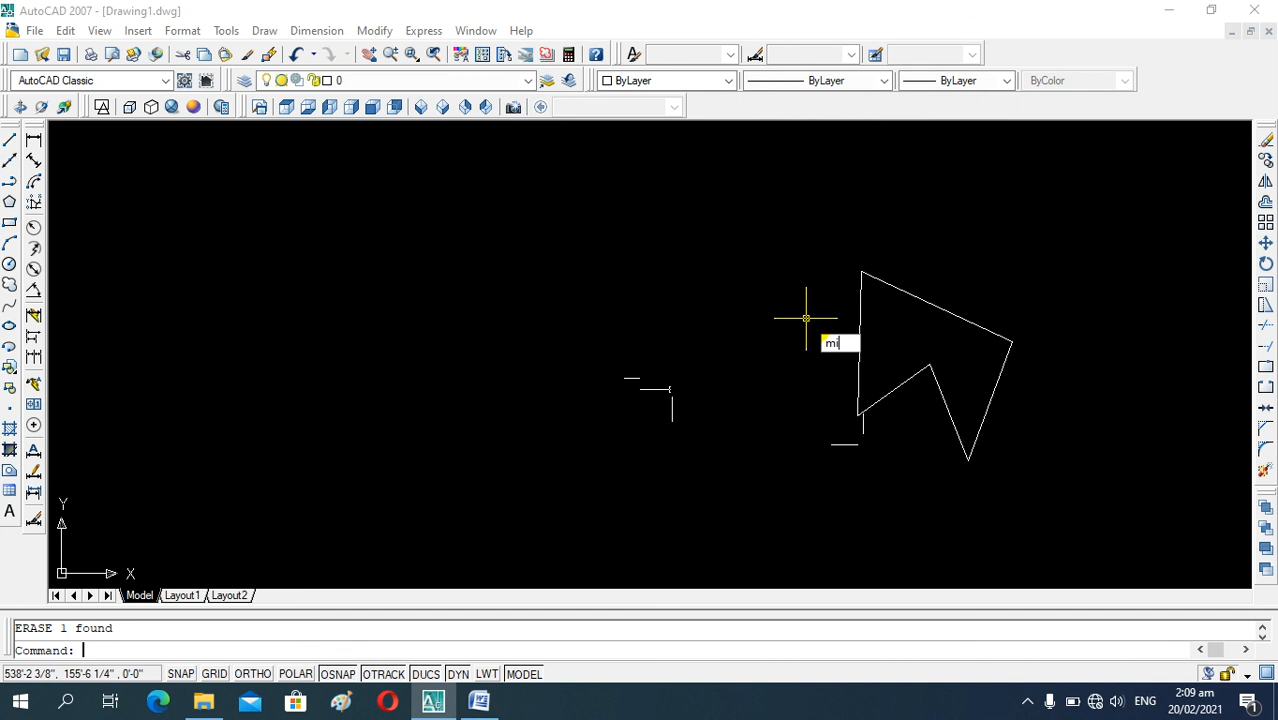 AutoCAD 2007 - [Drawing1.dwg]
File Edit View Insert Format Tools Draw Dimension Modify Express Window Help
AutoCAD Classic 0 ByLayer ByLayer ByLayer ByColor
mi
Y
X
Model Layout1 Layout2
ERASE 1 found
Command:
538'-2 3/8", 155'-6 1/4", 0'-0" SNAP GRID ORTHO POLAR OSNAP OTRACK DUCS DYN LWT MODEL
ENG 2:09 am
20/02/2021